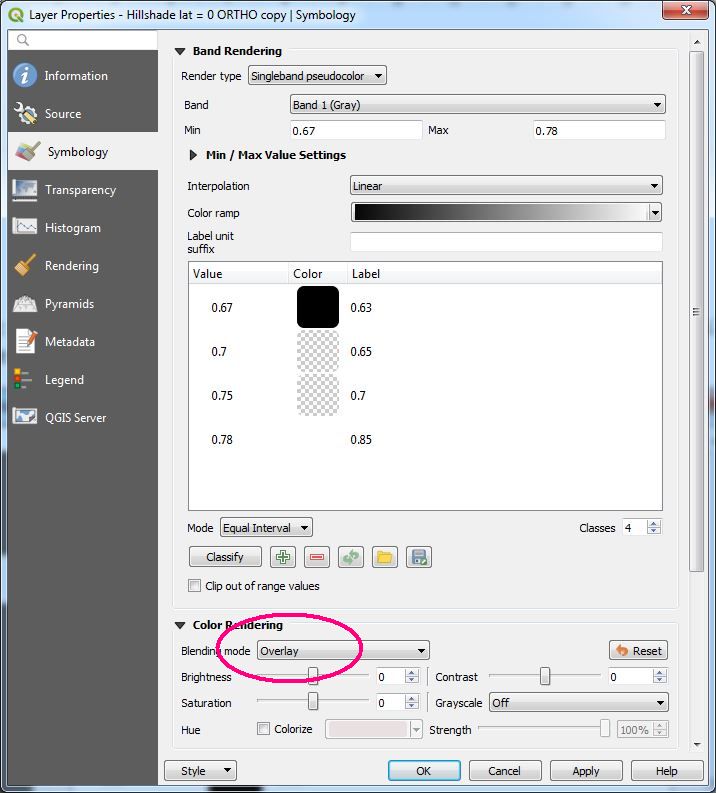 Layer Properties - Hillshade lat = 0 ORTHO copy | Symbology
Information
Source
Symbology
Transparency
Histogram
Rendering
Pyramids
Metadata
Legend
QGIS Server
Band Rendering
Render type Singleband pseudocolor
Band Band 1 (Gray)
Min 0.67 Max 0.78
Min / Max Value Settings
Interpolation Linear
Color ramp
Label unit
suffix
Value Color Label
0.67 0.63
0.7 0.65
0.75 0.7
0.78 0.85
Mode Equal Interval Classes 4
Classify
Clip out of range values
Color Rendering
Blending mode Overlay Reset
Brightness 0 Contrast 0
Saturation 0 Grayscale Off
Hue Colorize Strength 100%
Style OK Cancel Apply Help